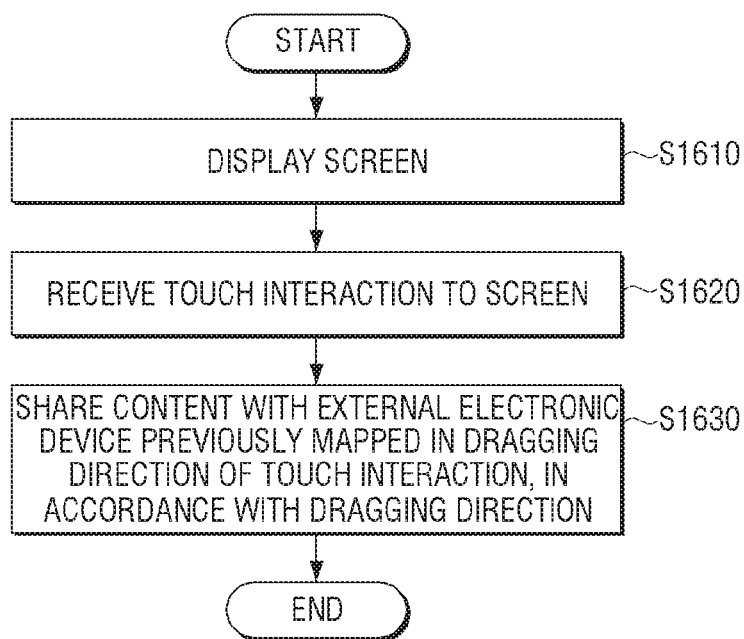 START
DISPLAY SCREEN
S1610
RECEIVE TOUCH INTERACTION TO SCREEN
S1620
SHARE CONTENT WITH EXTERNAL ELECTRONIC
DEVICE PREVIOUSLY MAPPED IN DRAGGING
DIRECTION OF TOUCH INTERACTION, IN
ACCORDANCE WITH DRAGGING DIRECTION
S1630
END